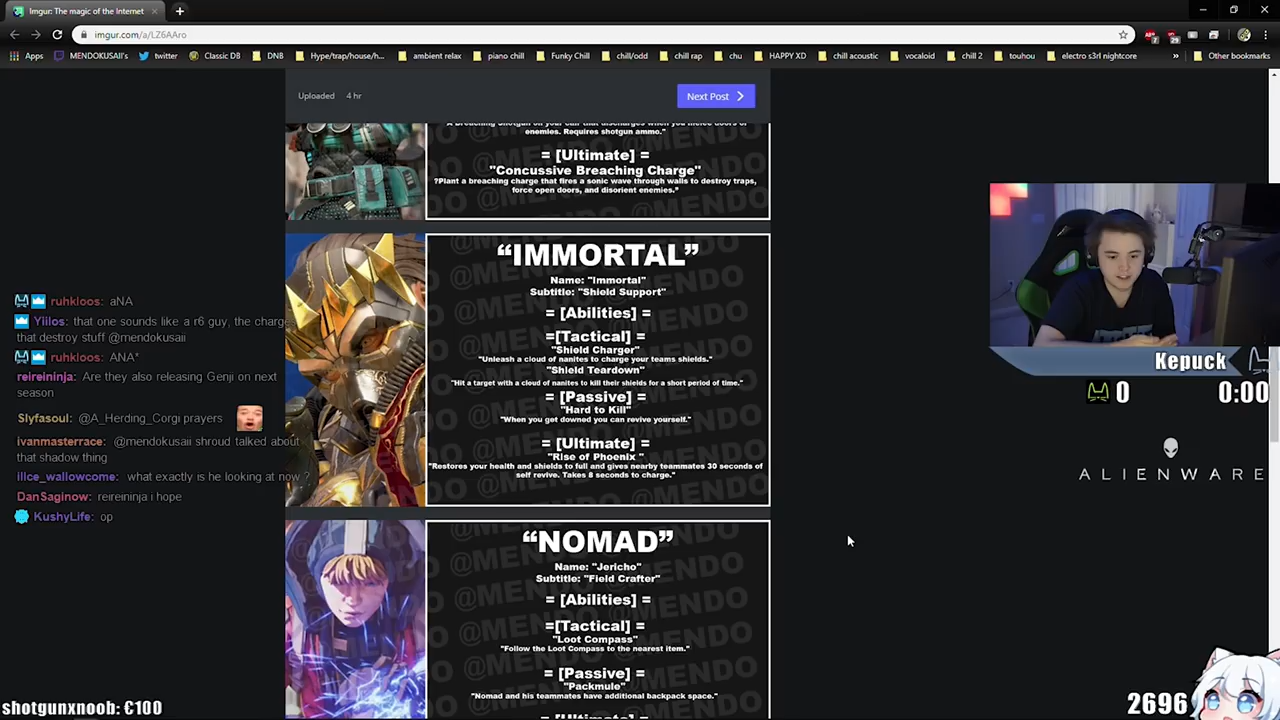 Imgur: The magic of the Internet
imgur.com/a/LZ6AAro
Apps MENDOKUSAII's twitter Classic DB DNB Hype/trap/house/h... ambient relax piano chill Funky Chill chill/odd chill rap chu HAPPY XD chill acoustic vocaloid chill 2 touhou electro s3rl nightcore » Other bookmarks
Uploaded 4 hr
Next Post
enemies. Requires shotgun ammo."
= [Ultimate] =
"Concussive Breaching Charge"
?Plant a breaching charge that fires a sonic wave through walls to destroy traps,
force open doors, and disorient enemies."
“IMMORTAL”
Name: "Immortal"
Subtitle: "Shield Support"
= [Abilities] =
=[Tactical] =
"Shield Charger"
"Unleash a cloud of nanites to charge your teams shields."
"Shield Teardown"
"Hit a target with a cloud of nanites to kill their shields for a short period of time."
= [Passive] =
"Hard to Kill"
"When you get downed you can revive yourself."
= [Ultimate] =
"Rise of Phoenix "
"Restores your health and shields to full and gives nearby teammates 30 seconds of
self revive. Takes 8 seconds to charge."
“NOMAD”
Name: "Jericho"
Subtitle: "Field Crafter"
= [Abilities] =
=[Tactical] =
"Loot Compass"
"Follow the Loot Compass to the nearest item."
= [Passive] =
"Packmule"
"Nomad and his teammates have additional backpack space."
@MENDO
ruhkloos: aNA
Yiilos: that one sounds like a r6 guy, the charge
that destroy stuff @mendokusaii
ruhkloos: ANA*
reireininja: Are they also releasing Genji on next
season
Slyfasoul: @A_Herding_Corgi prayers
ivanmasterrace: @mendokusaii shroud talked about
that shadow thing
illce_wallowcome: what exactly is he looking at now ?
DanSaginow: reireininja i hope
KushyLife: op
Kepuck
0 0:00
ALIENWARE
shotgunxnoob: €100
2696